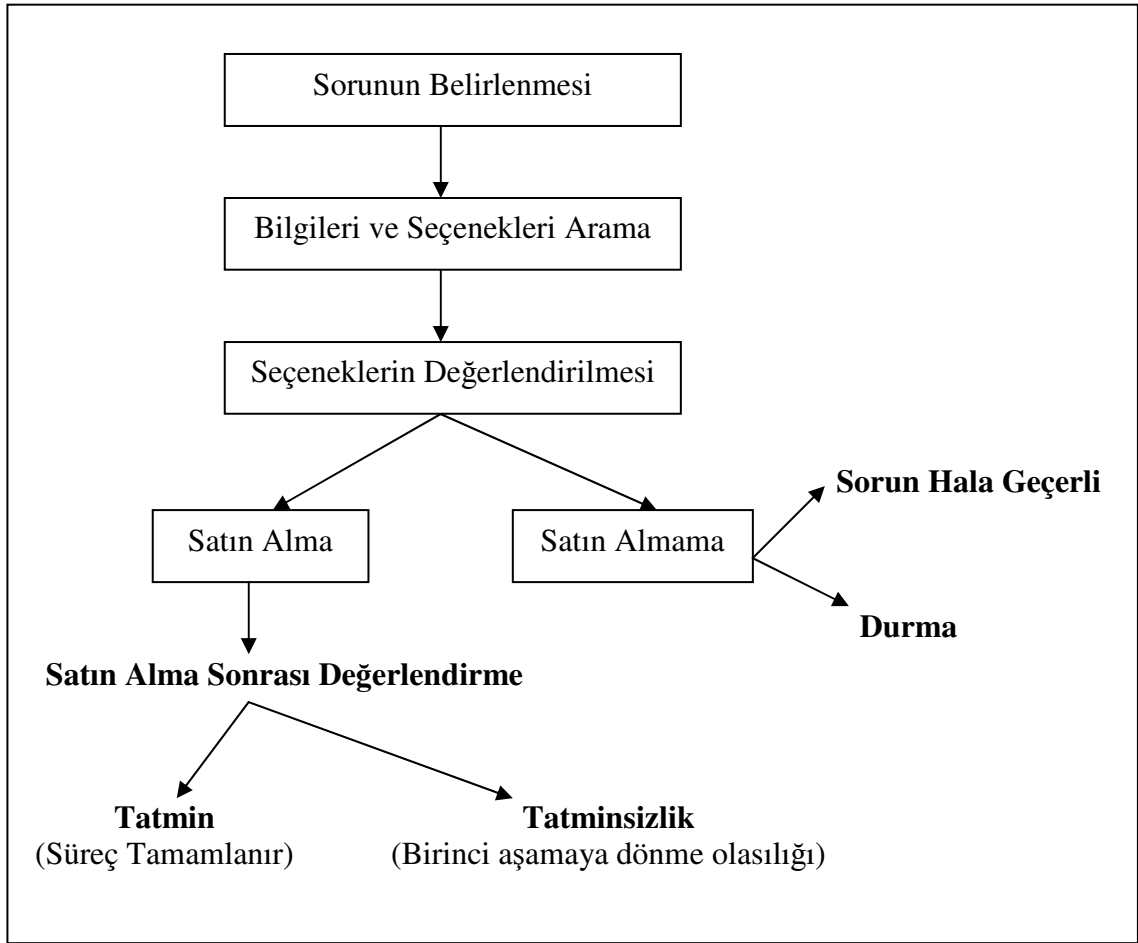 Sorunun Belirlenmesi
Bilgileri ve Seçenekleri Arama
Seçeneklerin Değerlendirilmesi
Sorun Hala Geçerli
Satın Alma
Satın Almama
Durma
Satın Alma Sonrası Değerlendirme
Tatmin
(Süreç Tamamlanır)
Tatminsizlik
(Birinci aşamaya dönme olasılığı)